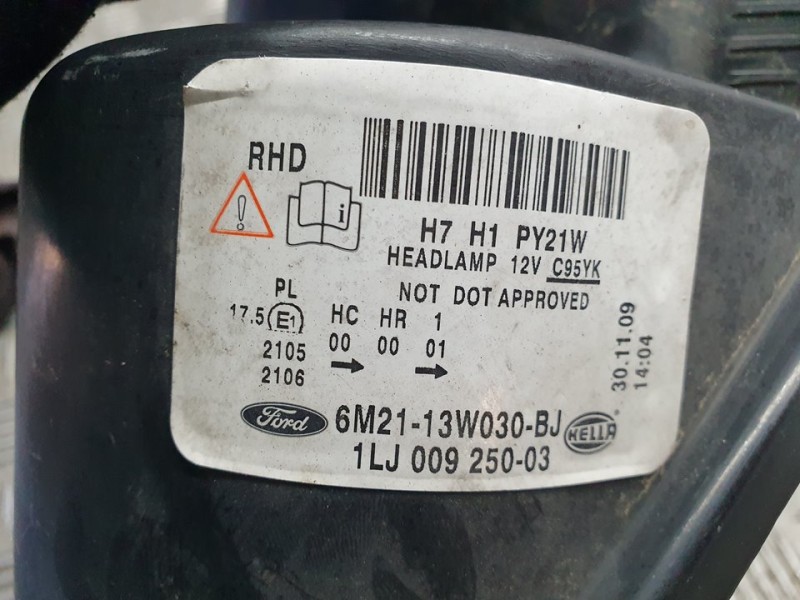 RHD
i
H7 H1 PY21W
HEADLAMP 12V C95YK
NOT DOT APPROVED
PL
17.5 E1 HC HR 1
2105 00 00 01
2106
30.11.09
14:04
Ford 6M21-13W030-BJ HELLA
1LJ 009 250-03